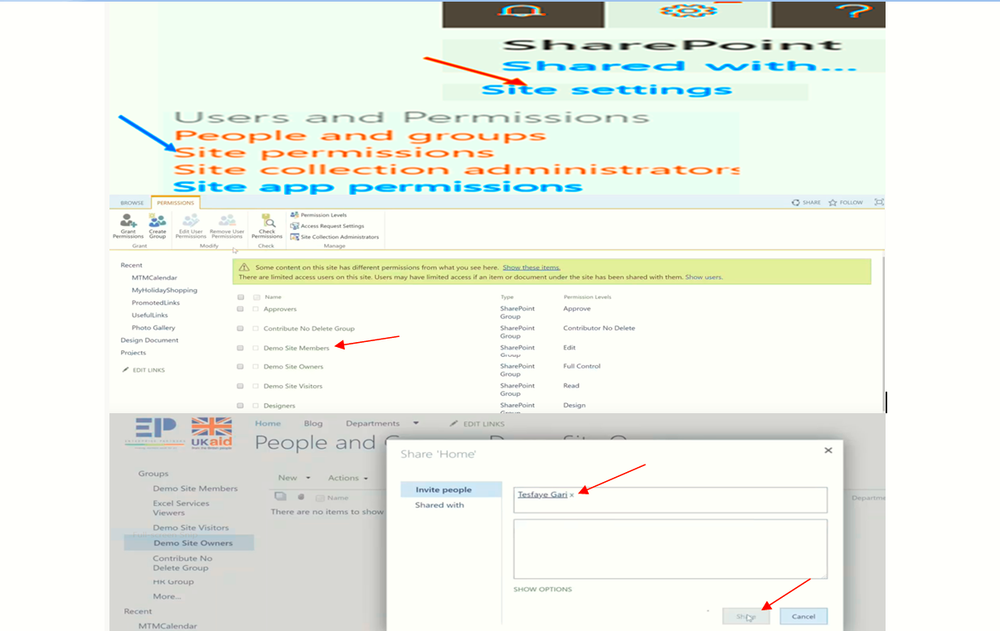 ?
SharePoint
Shared with...
Site settings
Users and Permissions
People and groups
Site permissions
Site collection administrators
Site app permissions
BROWSE PERMISSIONS SHARE FOLLOW
Grant Permissions
Create Group
Edit User Permissions
Remove User Permissions
Check Permissions
Permission Levels
Access Request Settings
Site Collection Administrators
Grant Modify Check Manage
Recent
MTMCalendar
MyHolidayShopping
PromotedLinks
UsefulLinks
Photo Gallery
Design Document
Projects
EDIT LINKS
Some content on this site has different permissions from what you see here. Show these items.
There are limited access users on this site. Users may have limited access if an item or document under the site has been shared with them. Show users.
Name Type Permission Levels
Approvers SharePoint Group Approve
Contribute No Delete Group SharePoint Group Contributor No Delete
Demo Site Members SharePoint Group Edit
Demo Site Owners SharePoint Group Full Control
Demo Site Visitors SharePoint Group Read
Designers SharePoint Group Design
EP
UKaid
from the British people
Home Blog Departments EDIT LINKS
People and
Groups
Demo Site Members
Excel Services
Viewers
Demo Site Visitors
Demo Site Owners
Contribute No
Delete Group
HR Group
More...
Recent
MTMCalendar
New Actions
Name
There are no items to show
Departme
Share 'Home'
Invite people
Shared with
Tesfaye Gari x
SHOW OPTIONS
Share
Cancel